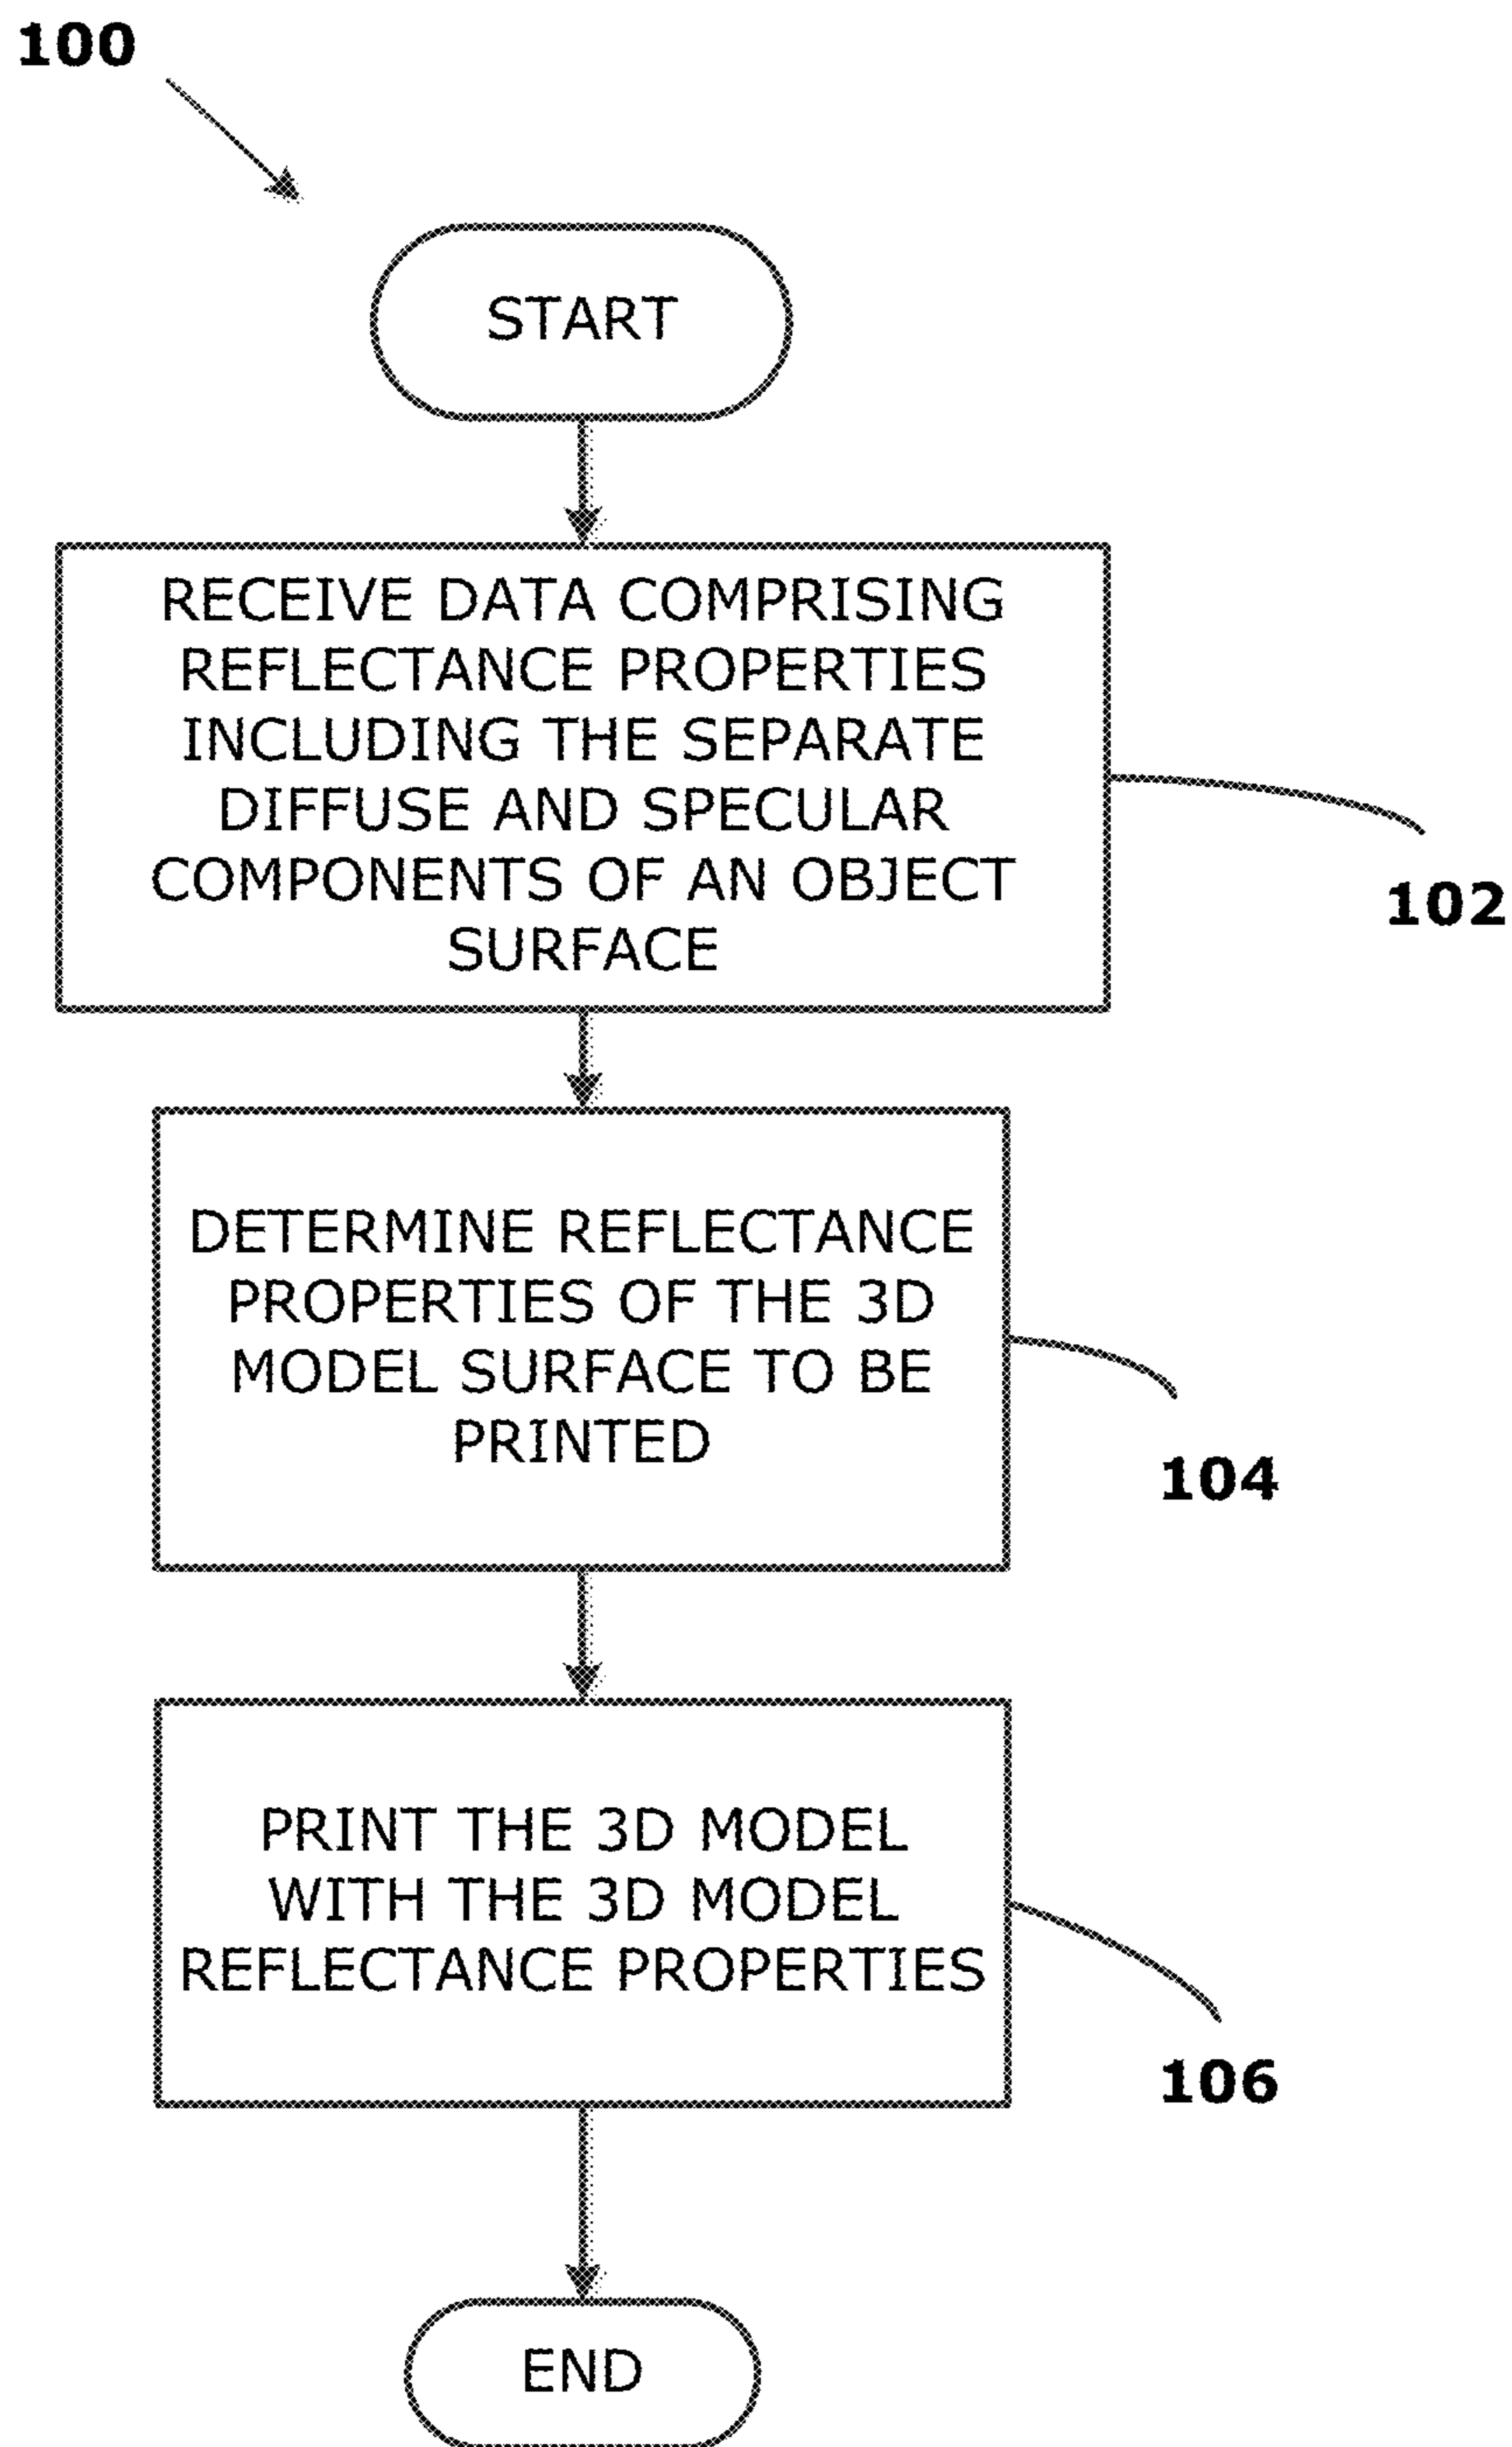 100
START
RECEIVE DATA COMPRISING
REFLECTANCE PROPERTIES
INCLUDING THE SEPARATE
DIFFUSE AND SPECULAR
COMPONENTS OF AN OBJECT
SURFACE
102
DETERMINE REFLECTANCE
PROPERTIES OF THE 3D
MODEL SURFACE TO BE
PRINTED
104
PRINT THE 3D MODEL
WITH THE 3D MODEL
REFLECTANCE PROPERTIES
106
END